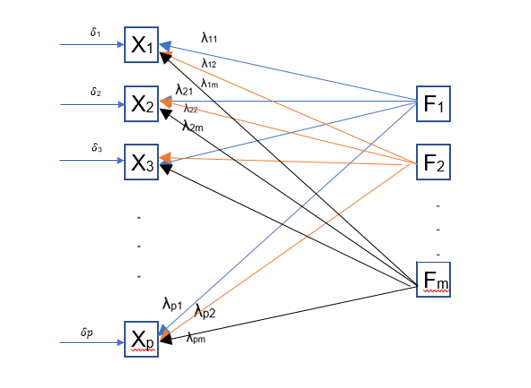 δ₁ X₁ λ11
λ12
λ1m
δ₂ X₂ λ21 F₁
λ22
λ2m
δ₃ X₃ F₂
Fm
λp1
λp2
δp Xp λpm